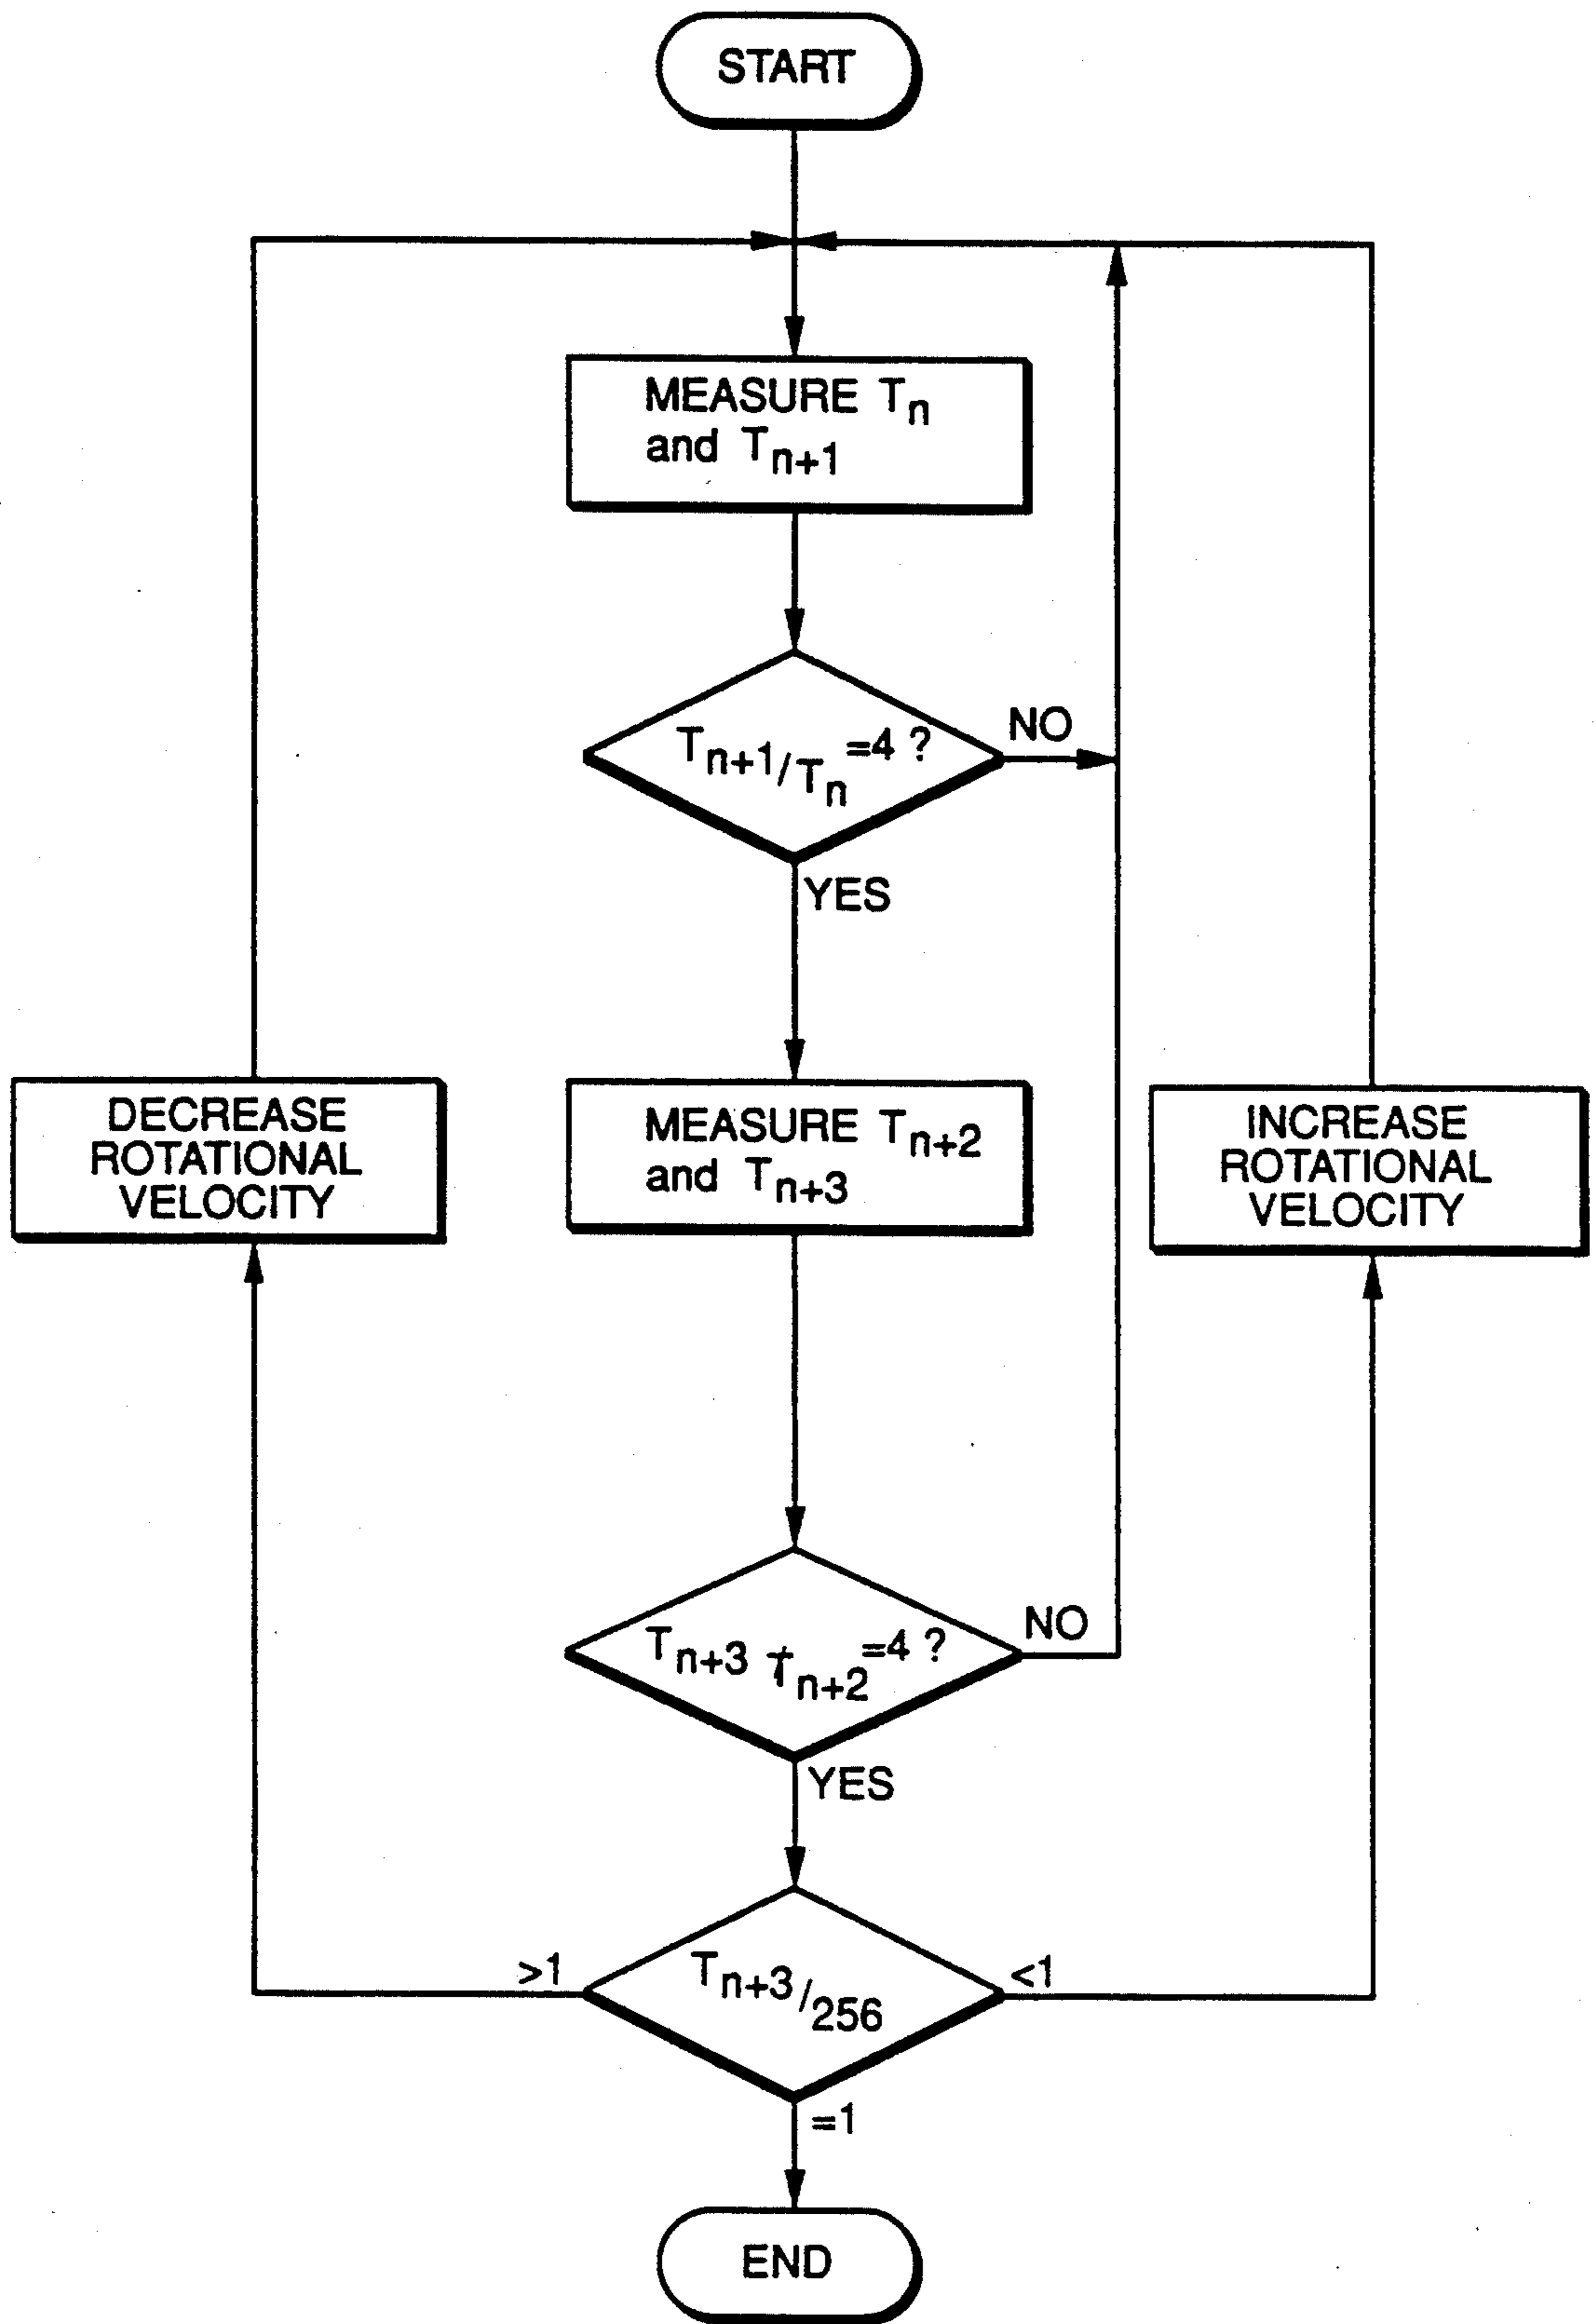 START
MEASURE Tn
and Tn+1
Tn+1/Tn=4 ?
NO
YES
DECREASE
ROTATIONAL
VELOCITY
MEASURE Tn+2
and Tn+3
INCREASE
ROTATIONAL
VELOCITY
Tn+3/Tn+2=4 ?
NO
YES
>1
Tn+3/256
<1
=1
END